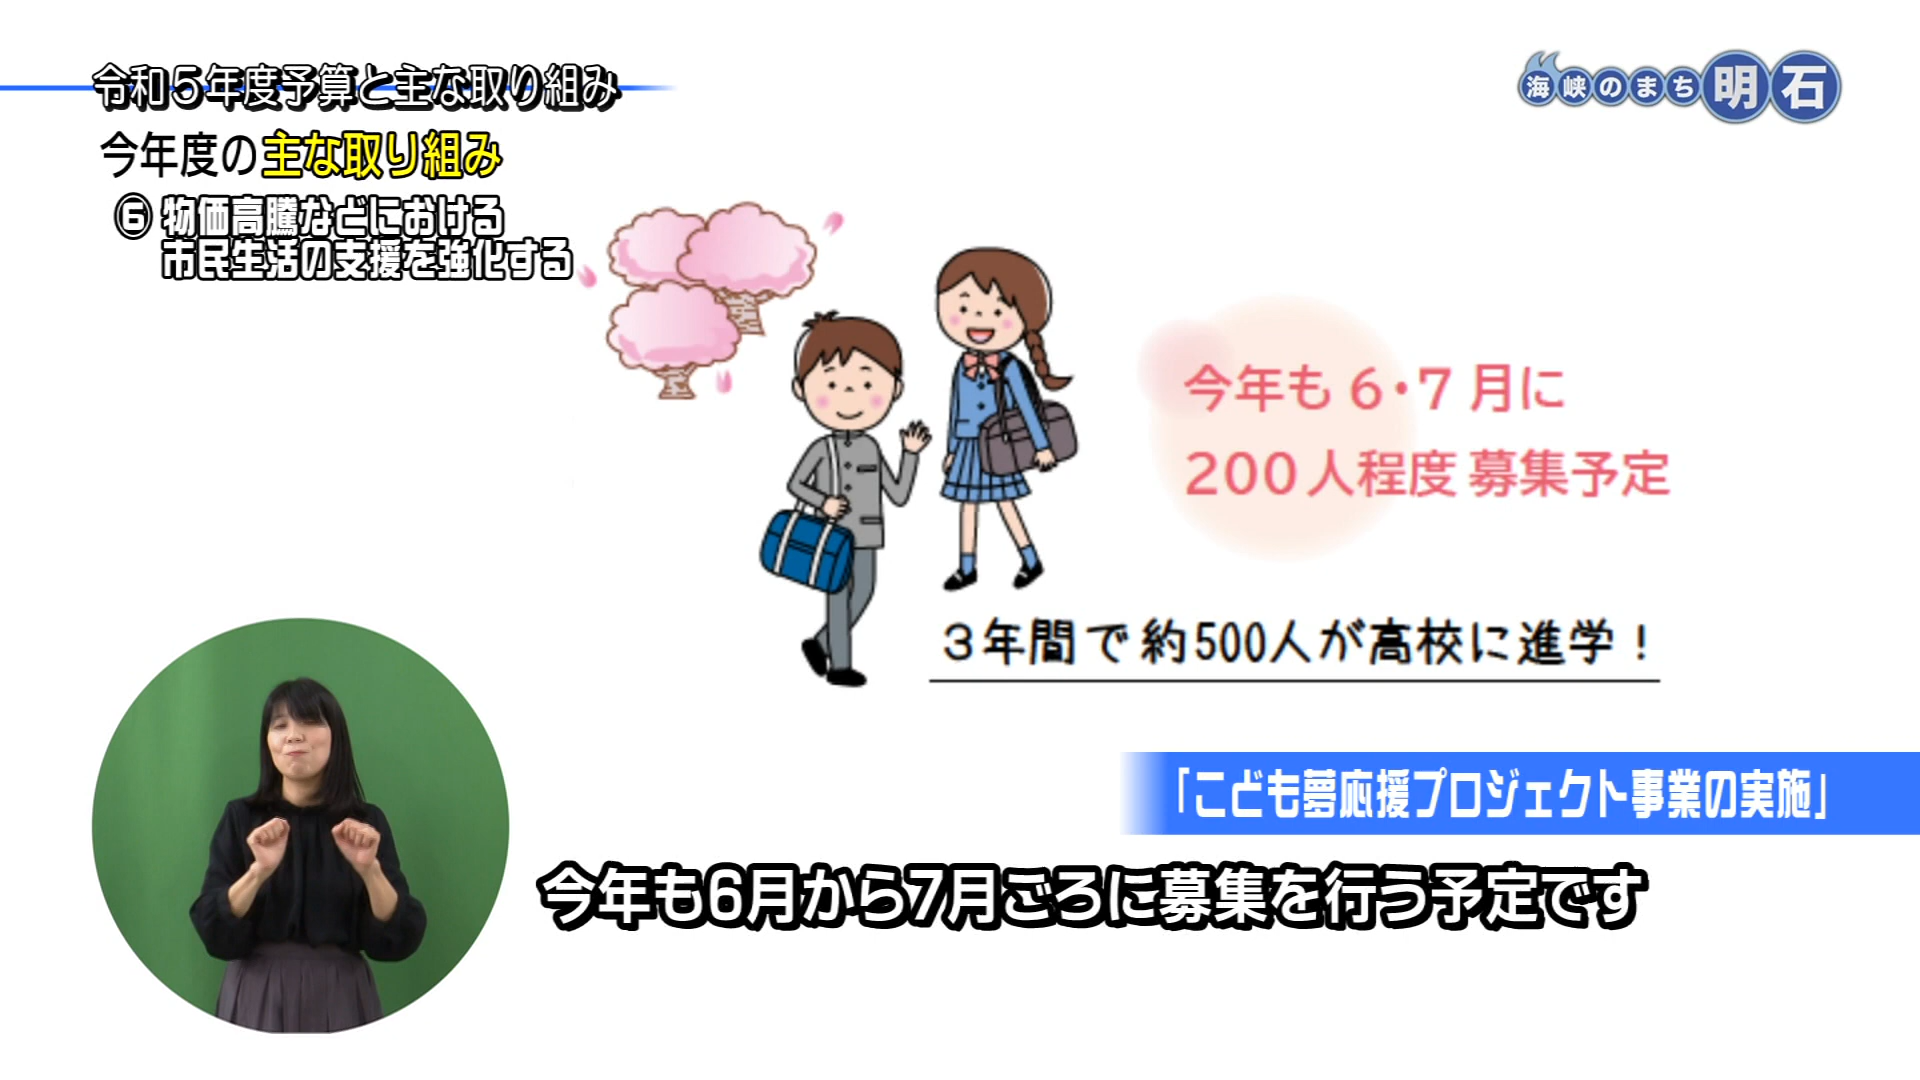 令和５年度予算と主な取り組み
海峡のまち明石
今年度の主な取り組み
⑥ 物価高騰などにおける
市民生活の支援を強化する
今年も ６・７ 月に
２００人程度 募集予定
３年間で約500人が高校に進学！
「こども夢応援プロジェクト事業の実施」
今年も6月から7月ごろに募集を行う予定です